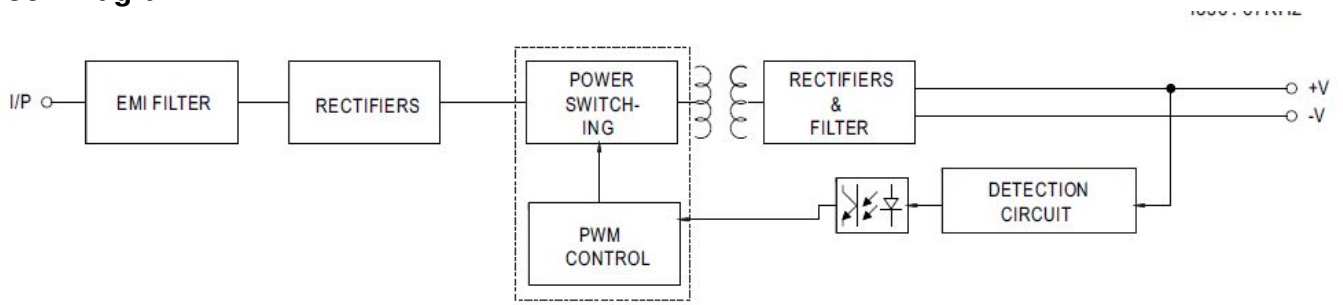 I/P
EMI FILTER
RECTIFIERS
POWER
SWITCH-
ING
RECTIFIERS
&
FILTER
+V
-V
PWM
CONTROL
DETECTION
CIRCUIT